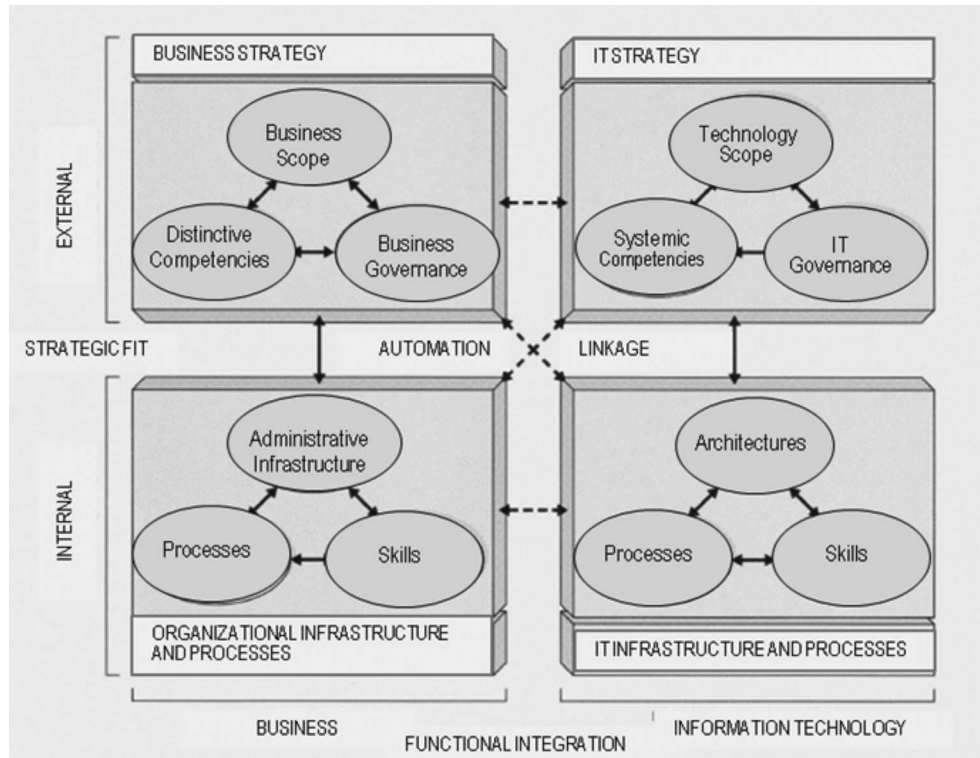 BUSINESS STRATEGY
IT STRATEGY
EXTERNAL
Business
Scope
Distinctive
Competencies
Business
Governance
Technology
Scope
Systemic
Competencies
IT
Governance
STRATEGIC FIT
AUTOMATION
LINKAGE
INTERNAL
Administrative
Infrastructure
Processes
Skills
Architectures
Processes
Skills
ORGANIZATIONAL INFRASTRUCTURE
AND PROCESSES
IT INFRASTRUCTURE AND PROCESSES
BUSINESS
INFORMATION TECHNOLOGY
FUNCTIONAL INTEGRATION